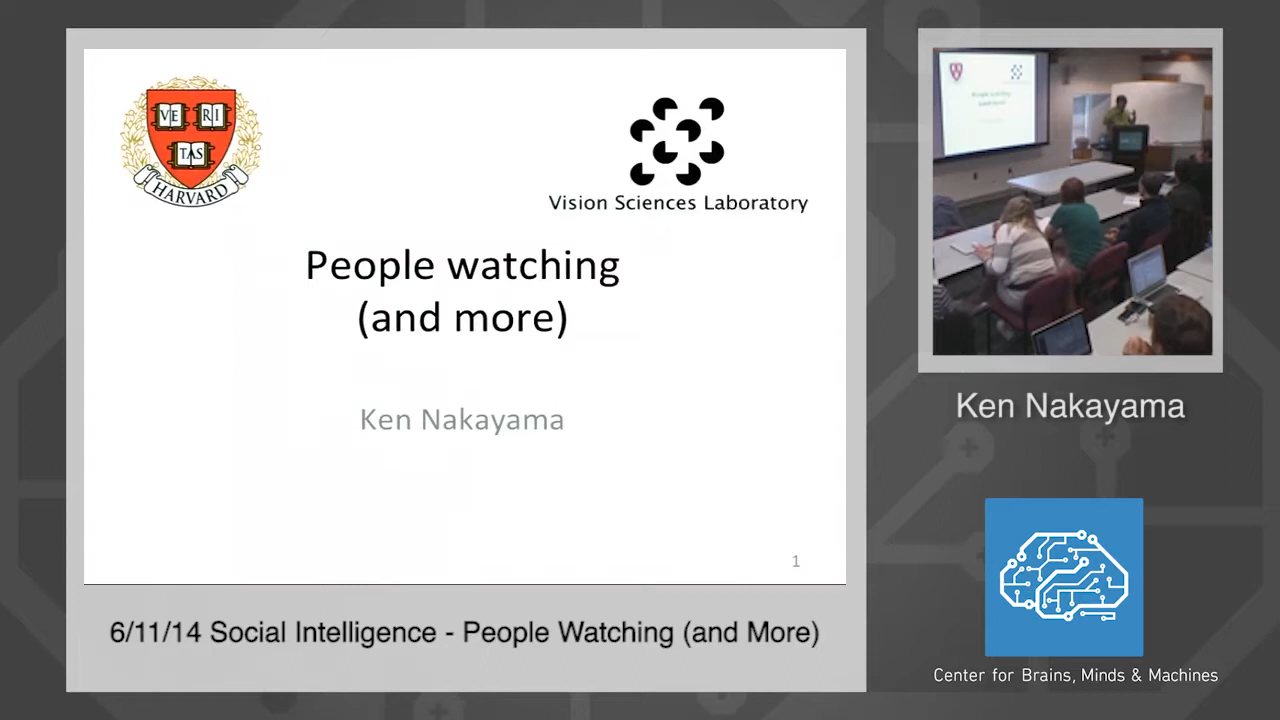 VE RI
TAS
HARVARD
Vision Sciences Laboratory
People watching
(and more)
Ken Nakayama
1
6/11/14 Social Intelligence - People Watching (and More)
Ken Nakayama
Center for Brains, Minds & Machines